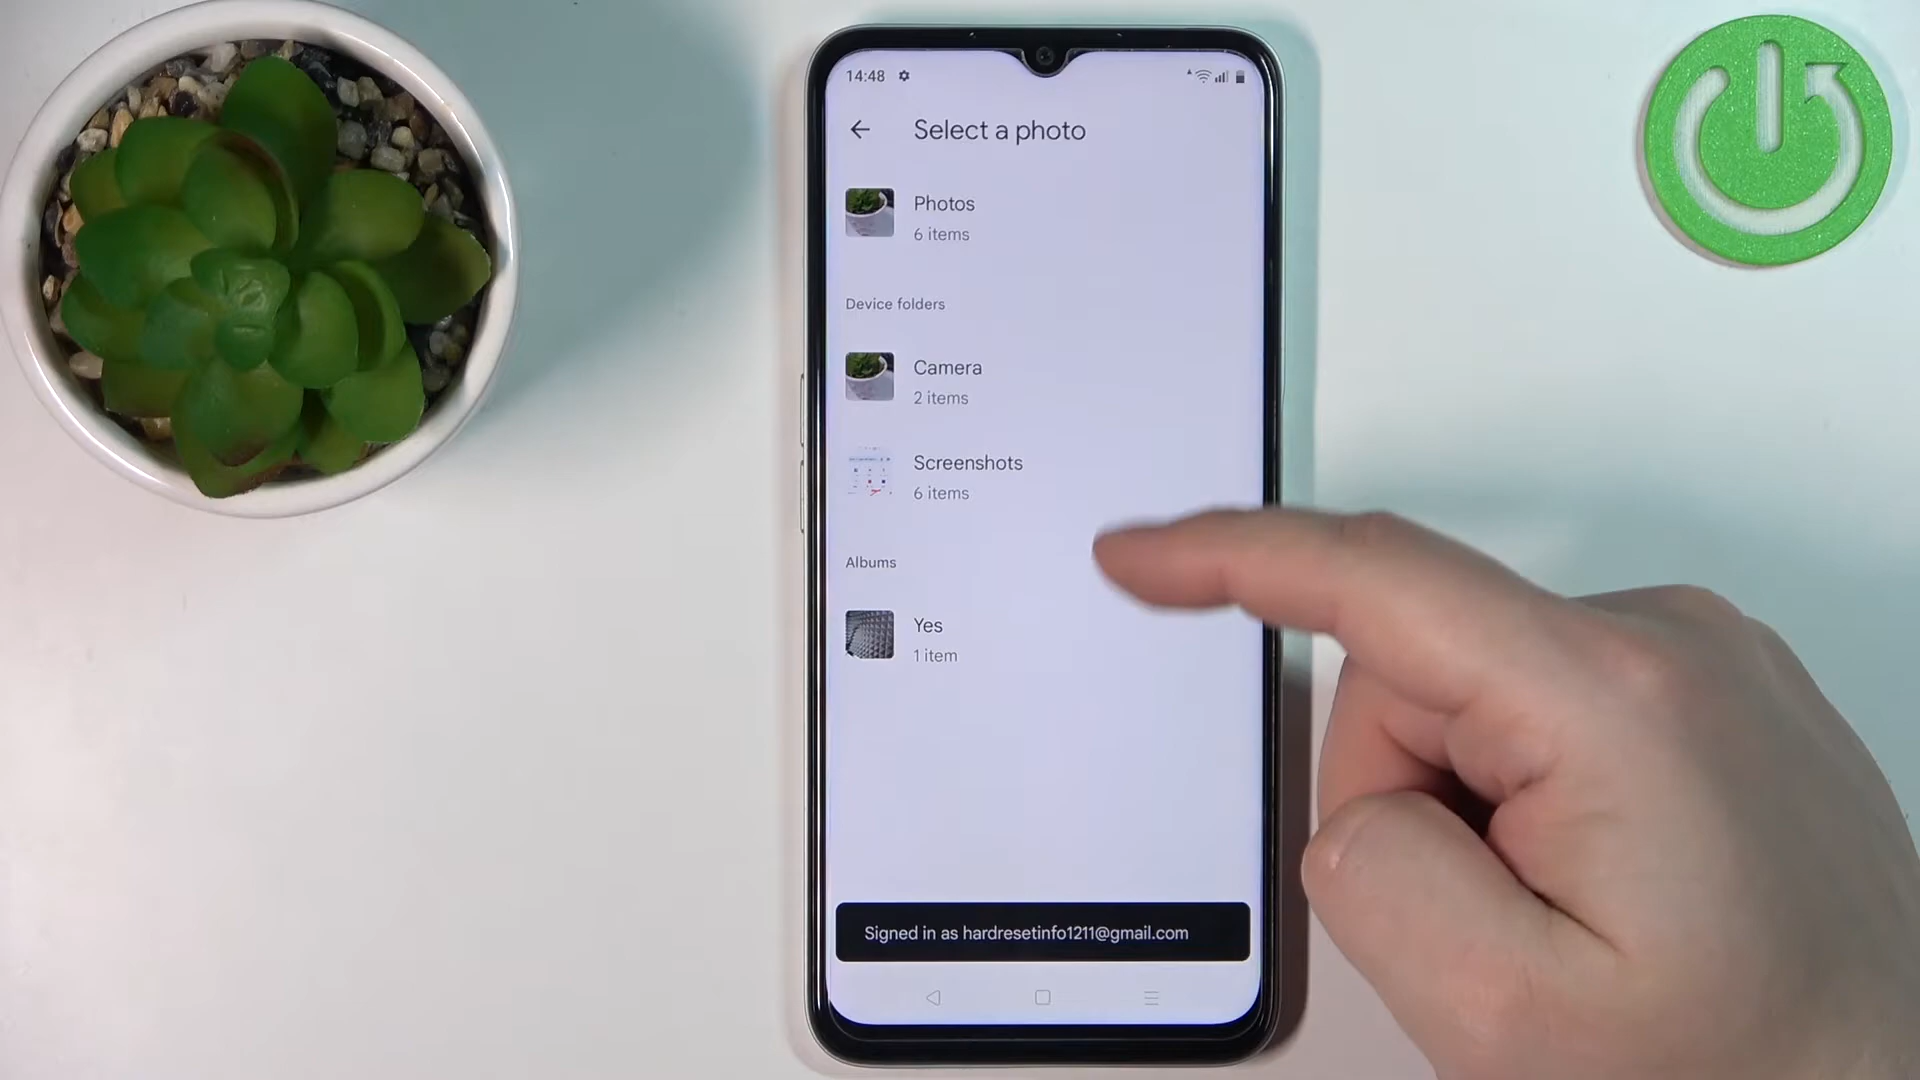 14:48
Select a photo
Photos
6 items
Device folders
Camera
2 items
Screenshots
6 items
Albums
Yes
1 item
Signed in as hardresetinfo1211@gmail.com